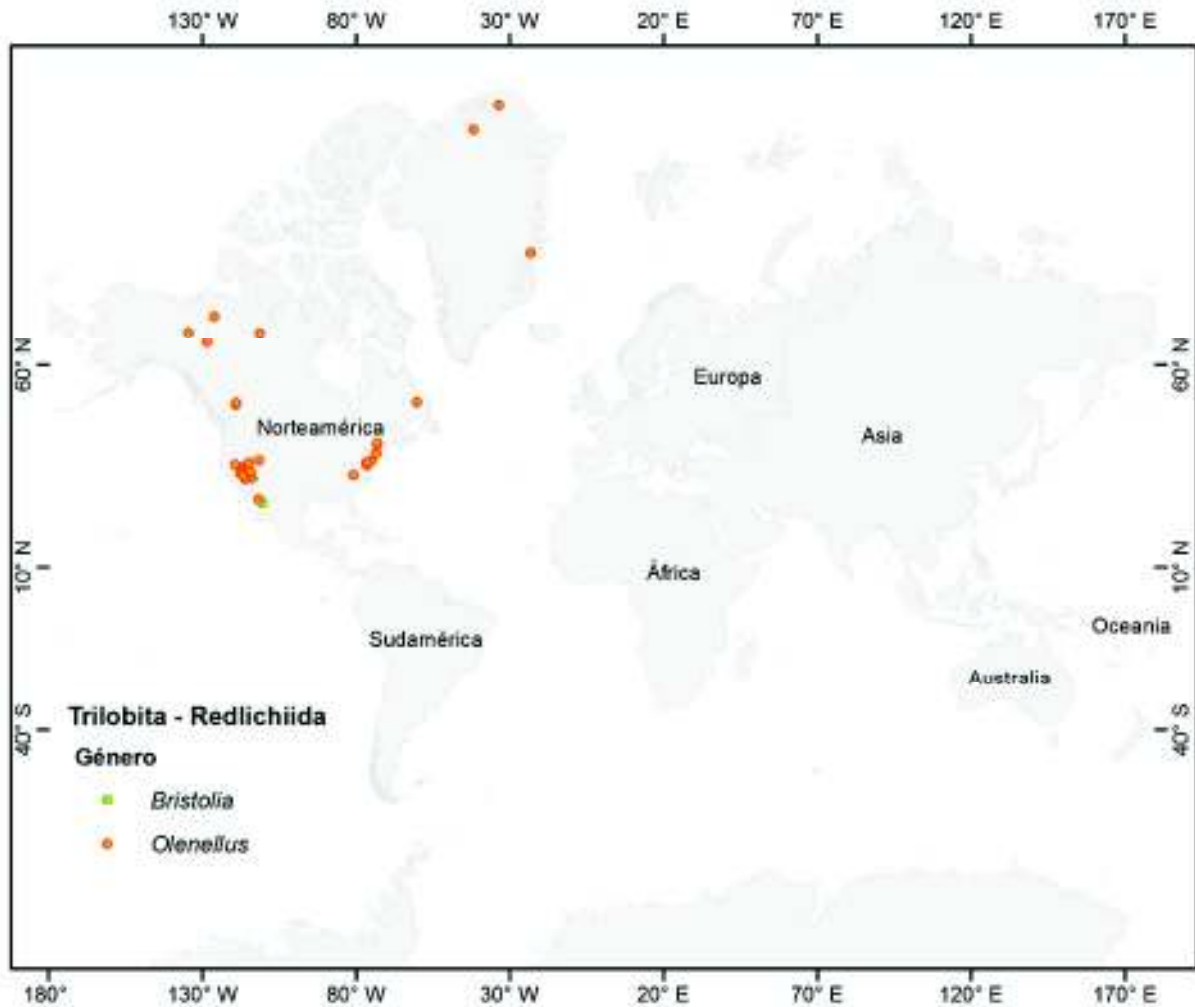 130° W 80° W 30° W 20° E 70° E 120° E 170° E
60° N 60° N
Europa
Norteamérica
Asia
10° N 10° N
África
Oceania
Sudamérica
Australia
Trilobita - Redlichiida
40° S 40° S
Género
Bristolia
Olenellus
180° 130° W 80° W 30° W 20° E 70° E 120° E 170° E